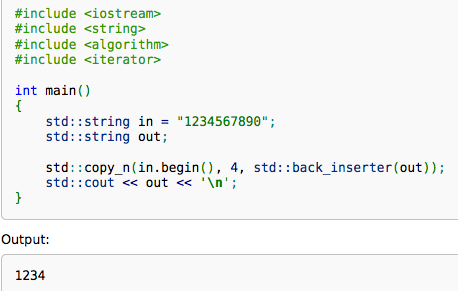 #include <iostream>
#include <string>
#include <algorithm>
#include <iterator>
int main()
{
    std::string in = "1234567890";
    std::string out;
    std::copy_n(in.begin(), 4, std::back_inserter(out));
    std::cout << out << '\n';
}
Output:
1234